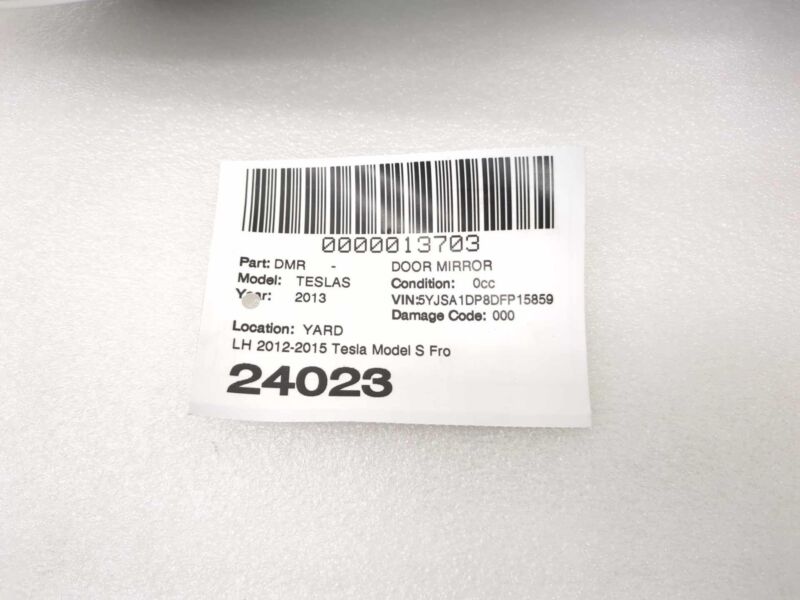 0000013703
Part: DMR - DOOR MIRROR
Model: TESLAS Condition: 0cc
Year: 2013 VIN:5YJSA1DP8DFP15859
Damage Code: 000
Location: YARD
LH 2012-2015 Tesla Model S Fro
24023